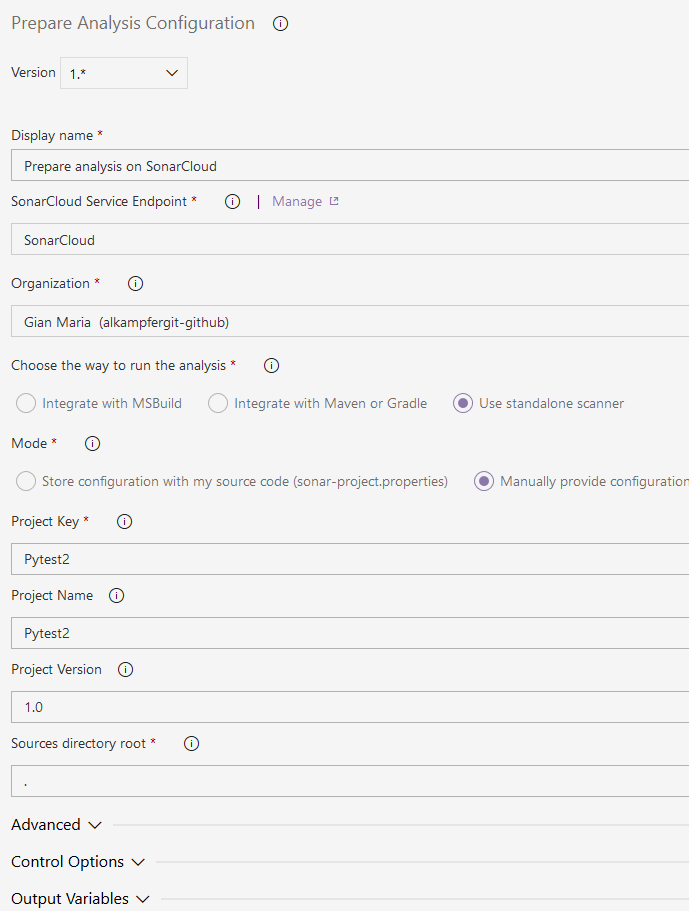 Prepare Analysis Configuration
Version 1.*
Display name *
Prepare analysis on SonarCloud
SonarCloud Service Endpoint * | Manage
SonarCloud
Organization *
Gian Maria (alkampfergit-github)
Choose the way to run the analysis *
Integrate with MSBuild Integrate with Maven or Gradle Use standalone scanner
Mode *
Store configuration with my source code (sonar-project.properties) Manually provide configuration
Project Key *
Pytest2
Project Name
Pytest2
Project Version
1.0
Sources directory root *
.
Advanced
Control Options
Output Variables